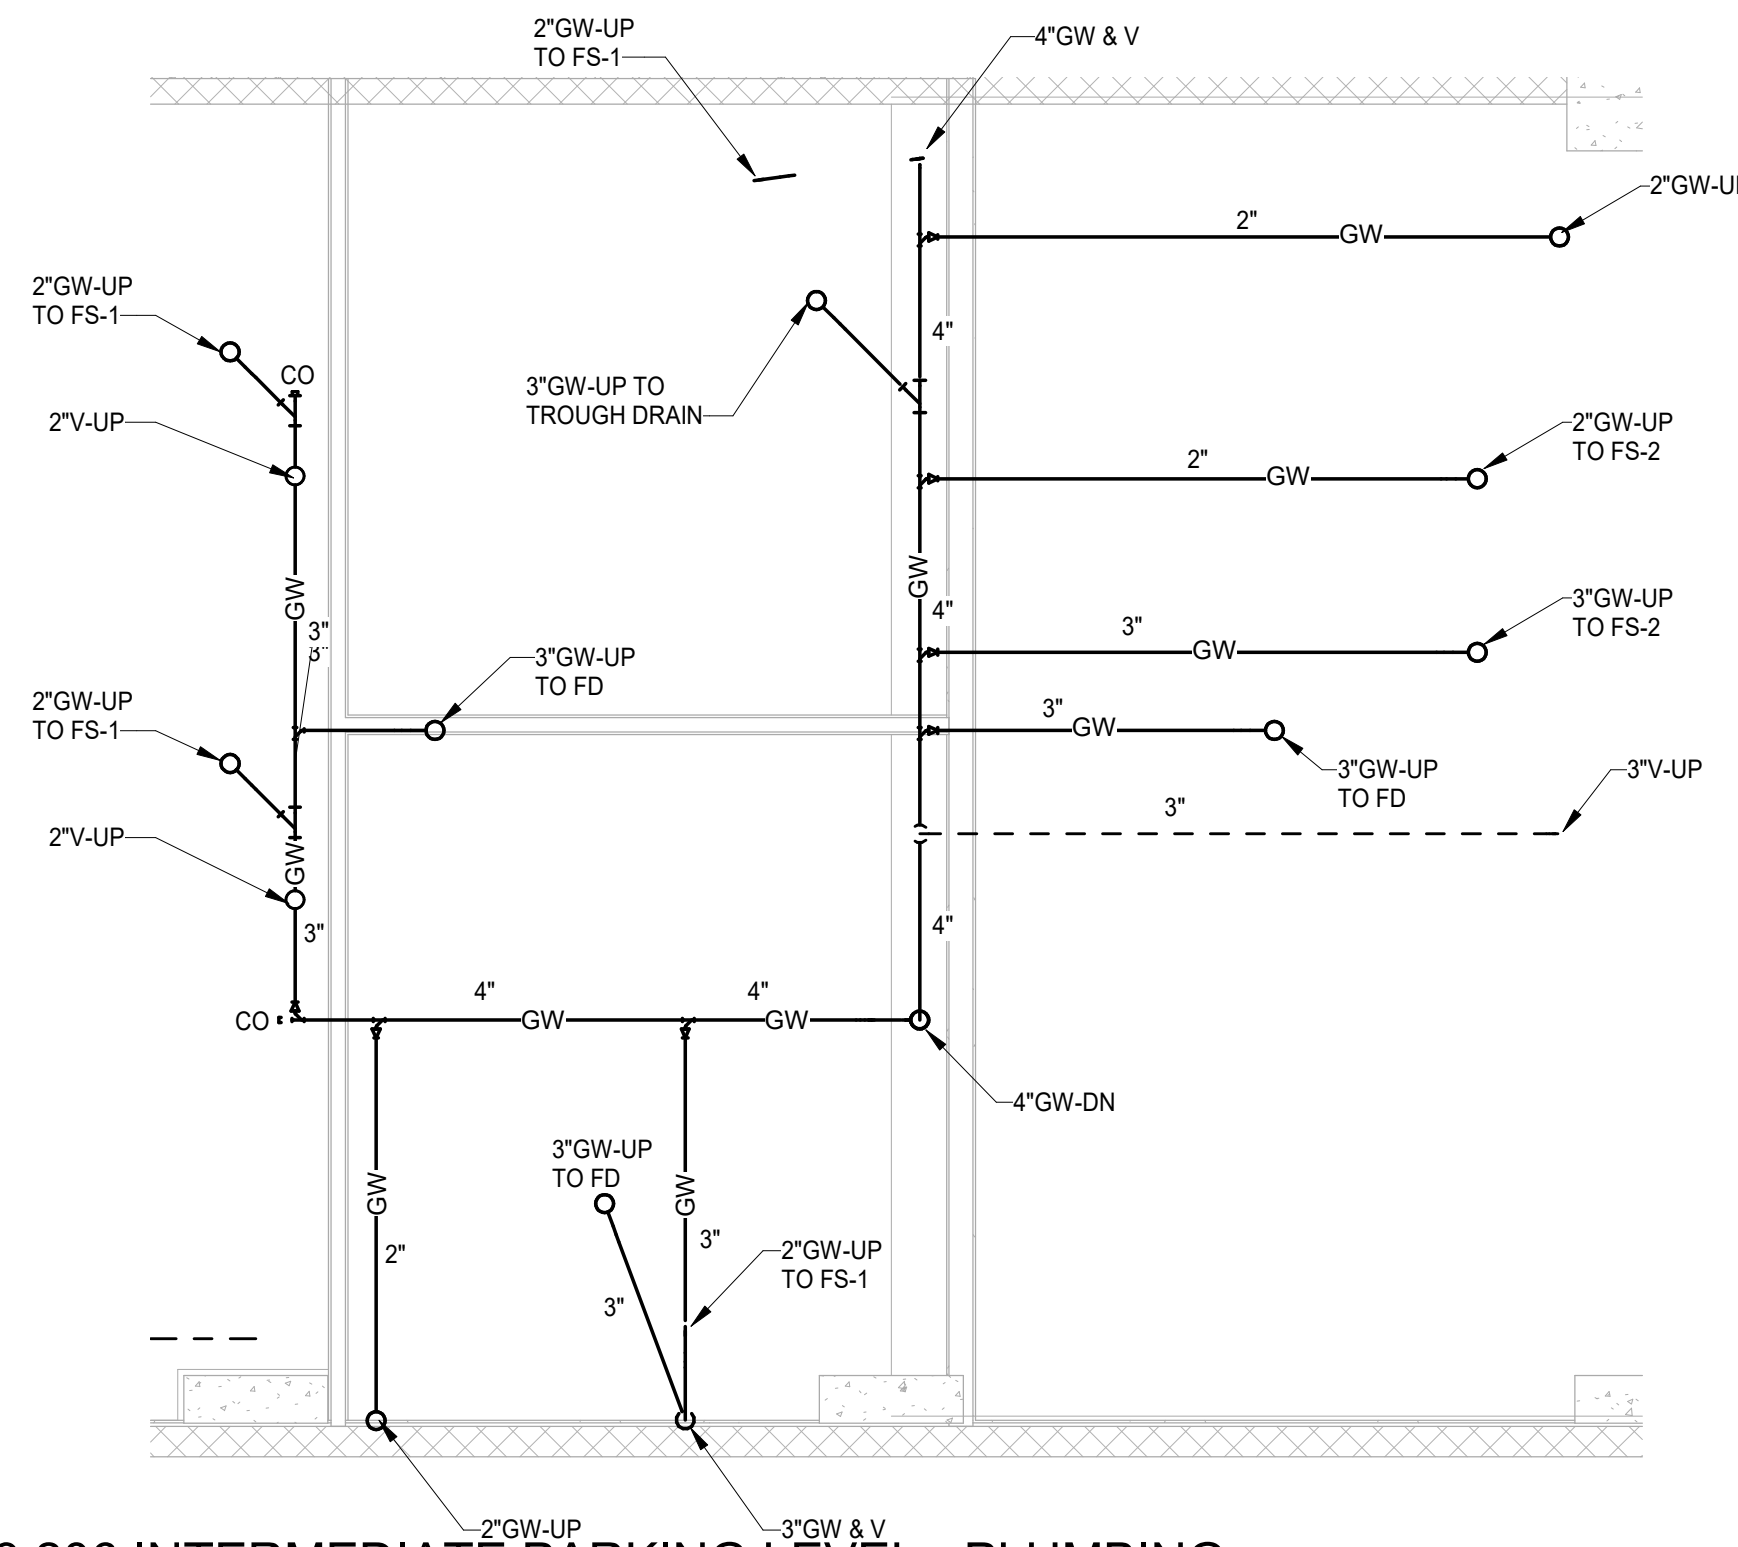 2"GW-UP
TO FS-1
4"GW & V
2"
GW
2"GW-UP
TO FS-1
CO
2"V-UP
3"GW-UP TO
TROUGH DRAIN
4"
2"
GW
2"GW-UP
TO FS-2
GW
3"
3"
GW
4"
3"
GW
3"GW-UP
TO FS-2
3"GW-UP
TO FD
2"GW-UP
TO FS-1
3"
GW
3"GW-UP
TO FD
3"
3"V-UP
2"V-UP
GW
3"
4"
CO
4"
GW
4"
GW
4"GW-DN
GW
2"
3"GW-UP
TO FD
3"
GW
3"
2"GW-UP
TO FS-1
2"GW-UP
3"GW & V
INTERMEDIATE PARKING LEVEL - PLUMBING